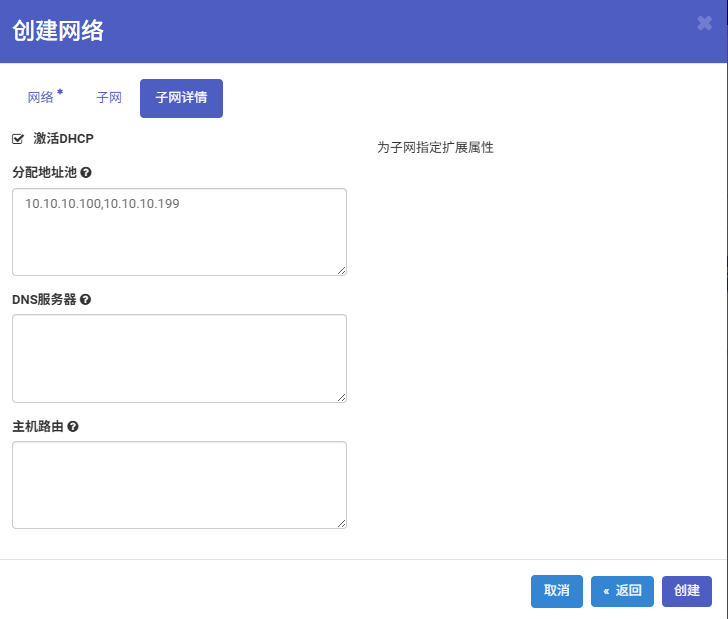 创建网络
网络 *
子网
子网详情
激活DHCP
为子网指定扩展属性
分配地址池
10.10.10.100,10.10.10.199
DNS服务器
主机路由
取消
« 返回
创建